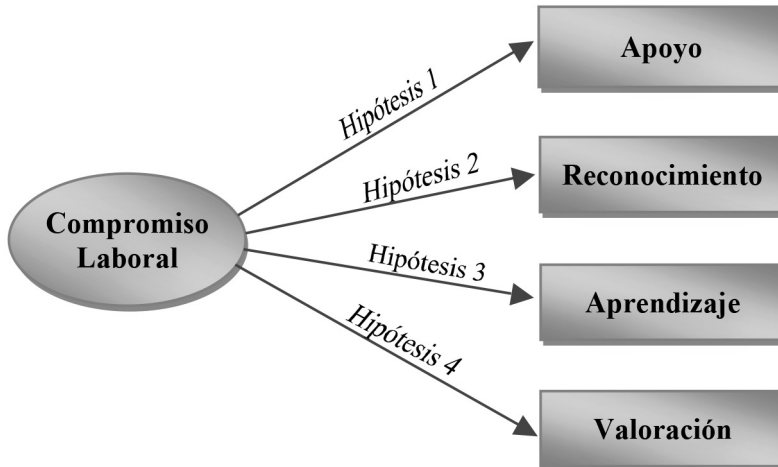 Compromiso
Laboral
Hipótesis 1
Apoyo
Hipótesis 2
Reconocimiento
Hipótesis 3
Aprendizaje
Hipótesis 4
Valoración